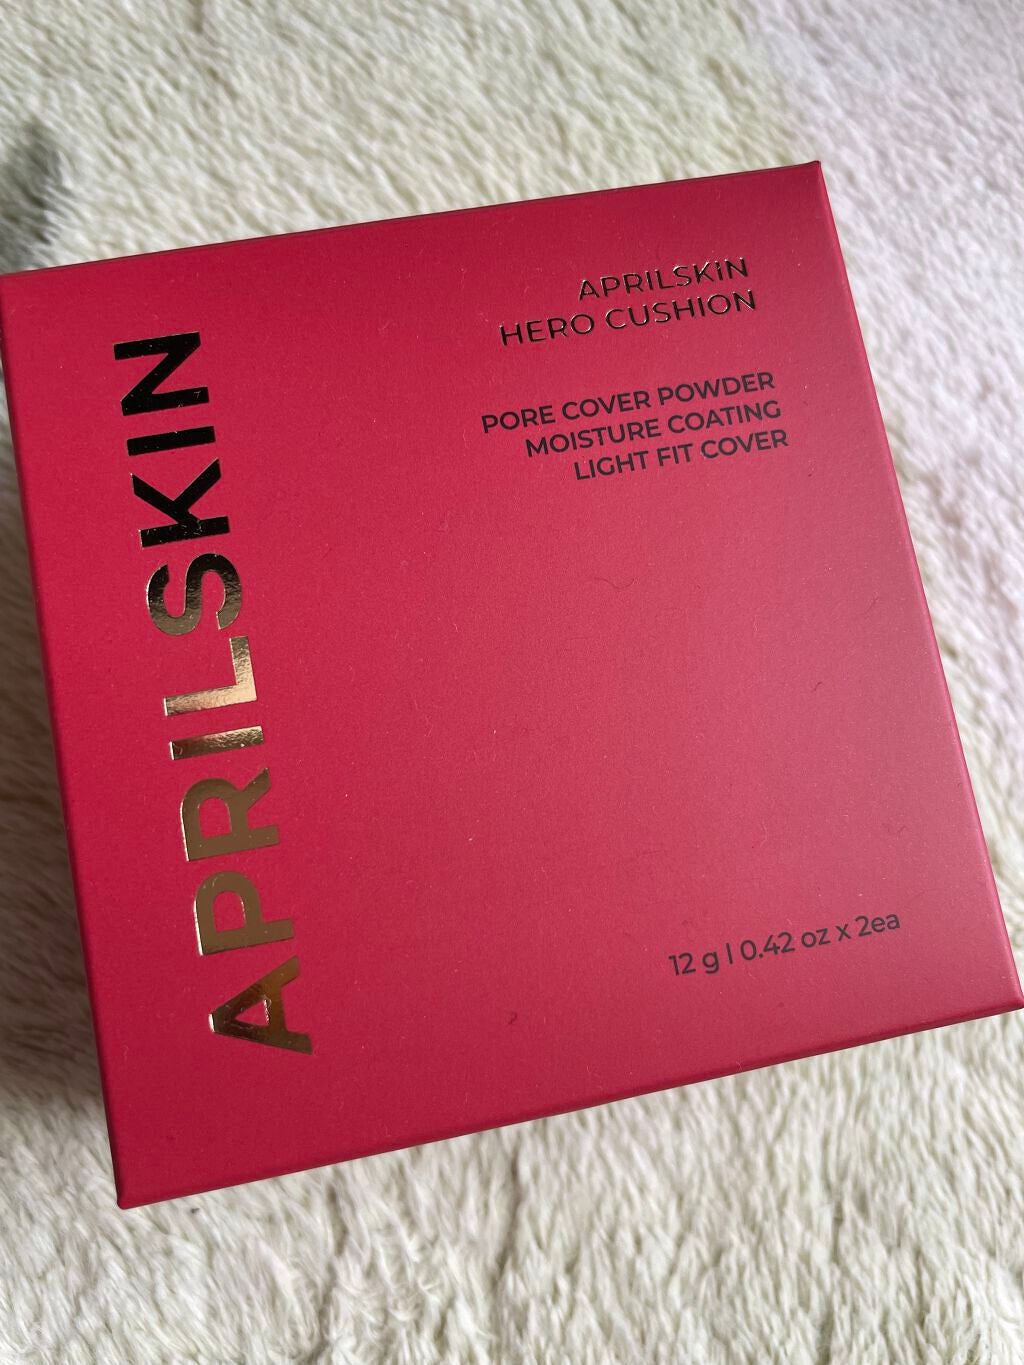 APRILSKIN
APRILSKIN
HERO CUSHION
PORE COVER POWDER
MOISTURE COATING
LIGHT FIT COVER
12 g l 0.42 oz x 2ea